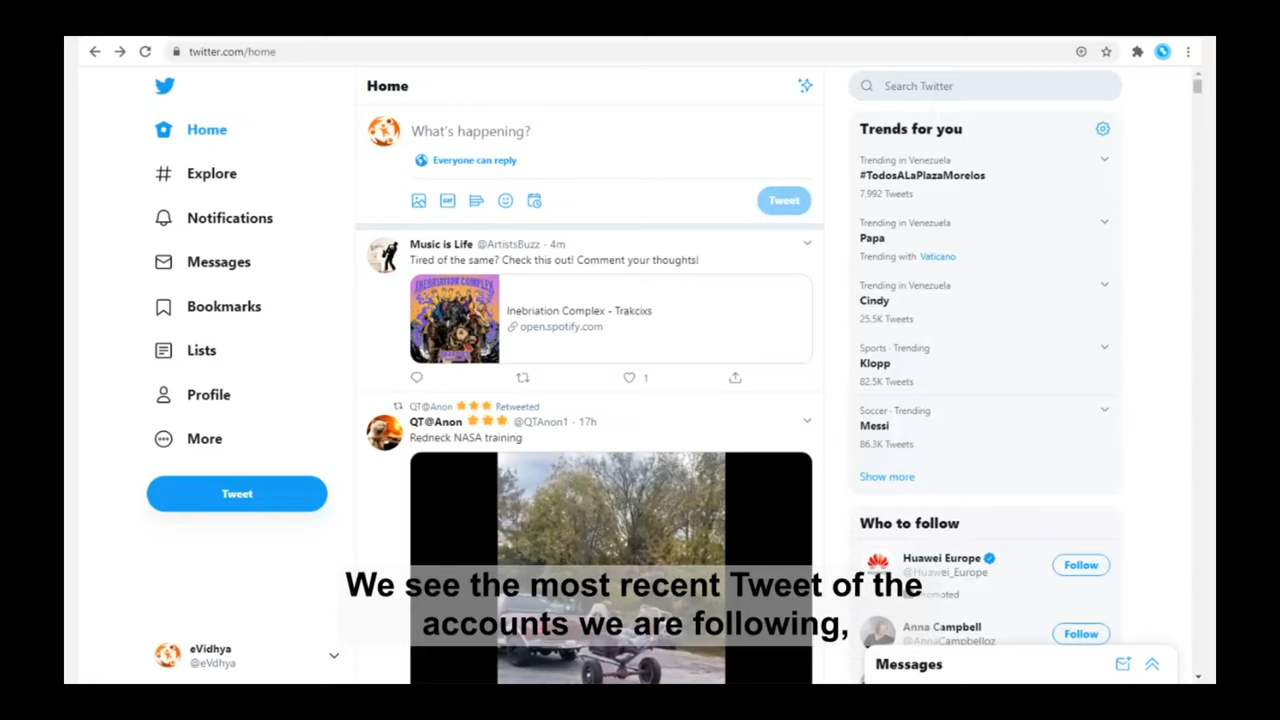 twitter.com/home
Home
Explore
Notifications
Messages
Bookmarks
Lists
Profile
More
Tweet
eVidhya
@eVdhya
Home
What's happening?
Everyone can reply
GIF
Tweet
Music is Life @ArtistsBuzz · 4m
Tired of the same? Check this out! Comment your thoughts!
INEBRIATION COMPLEX
Inebriation Complex - Trakcixs
open.spotify.com
1
QT@Anon ⭐⭐⭐ Retweeted
QT@Anon ⭐⭐⭐ @QTAnon1 · 17h
Redneck NASA training
We see the most recent Tweet of the
accounts we are following,
Search Twitter
Trends for you
Trending in Venezuela
#TodosALaPlazaMorelos
7,992 Tweets
Trending in Venezuela
Papa
Trending with Vaticano
Trending in Venezuela
Cindy
25.5K Tweets
Sports · Trending
Klopp
82.5K Tweets
Soccer · Trending
Messi
86.3K Tweets
Show more
Who to follow
Huawei Europe
@Huawei_Europe
Follow
Promoted
Anna Campbell
@AnnaCampbelloz
Follow
Messages